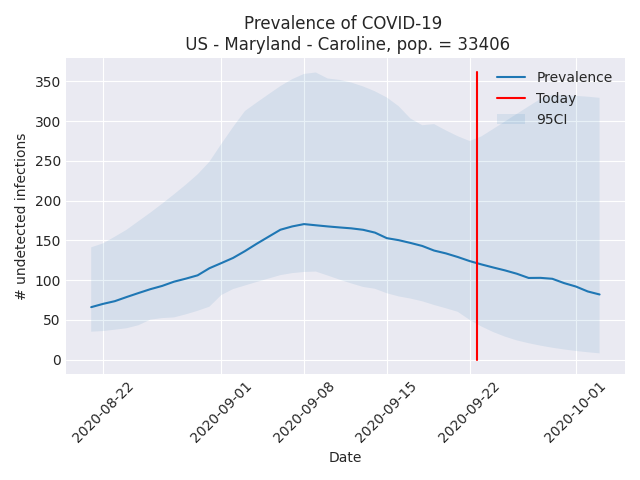 Prevalence of COVID-19
US - Maryland - Caroline, pop. = 33406
Prevalence
Today
95CI
# undetected infections
350
300
250
200
150
100
50
0
2020-08-22
2020-09-01
2020-09-08
2020-09-15
2020-09-22
2020-10-01
Date